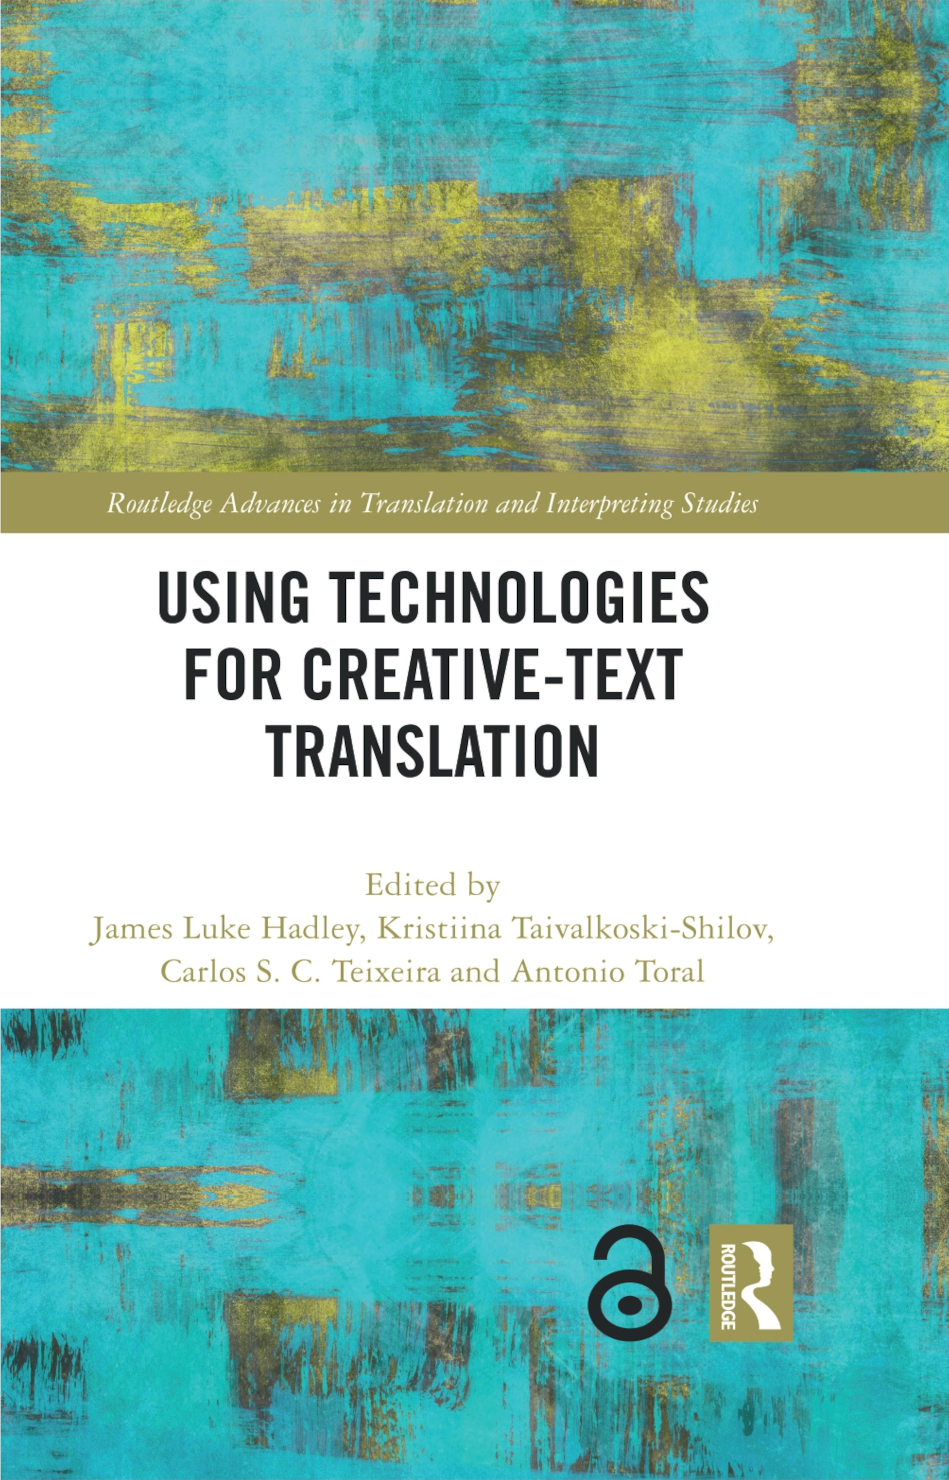 Routledge Advances in Translation and Interpreting Studies
USING TECHNOLOGIES
FOR CREATIVE-TEXT
TRANSLATION
Edited by
James Luke Hadley, Kristiina Taivalkoski-Shilov,
Carlos S. C. Teixeira and Antonio Toral
ROUTLEDGE